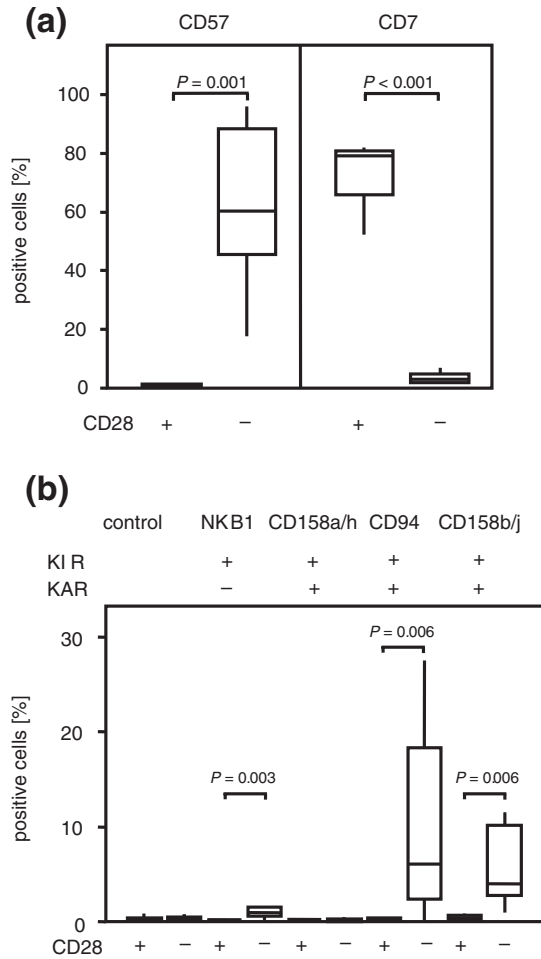 (a)
CD57 CD7
P = 0.001 P < 0.001
100
80
60
40
20
0
positive cells [%]
CD28 + − + −
(b)
control NKB1 CD158a/h CD94 CD158b/j
KIR + + + +
KAR − + + +
30
P = 0.006
20
P = 0.003 P = 0.006
10
0
positive cells [%]
CD28 + − + − + − + − + −